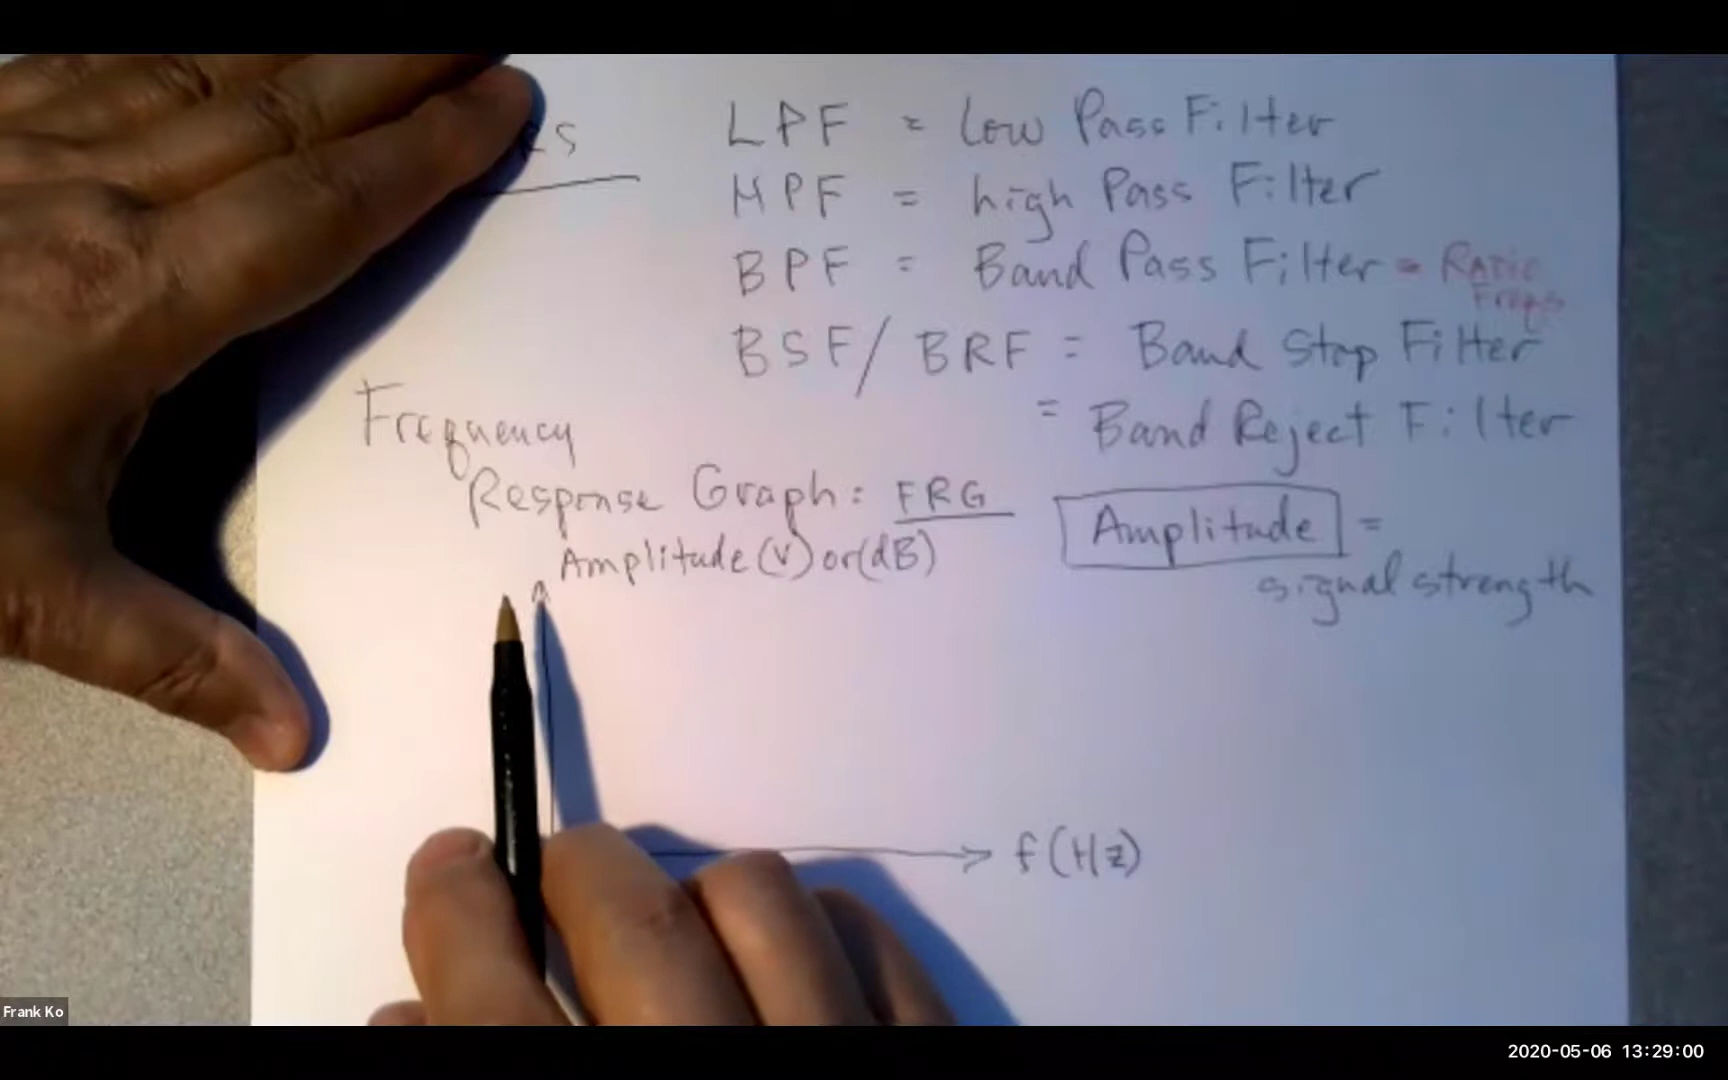 LPF = Low Pass Filter
HPF = high Pass Filter
BPF = Band Pass Filter = Ratio
Freqs
BSF/BRF = Band Stop Filter
= Band Reject Filter
Frequency
Response Graph: FRG
Amplitude =
signal strength
Amplitude (V) or (dB)
f (Hz)
Frank Ko
2020-05-06 13:29:00